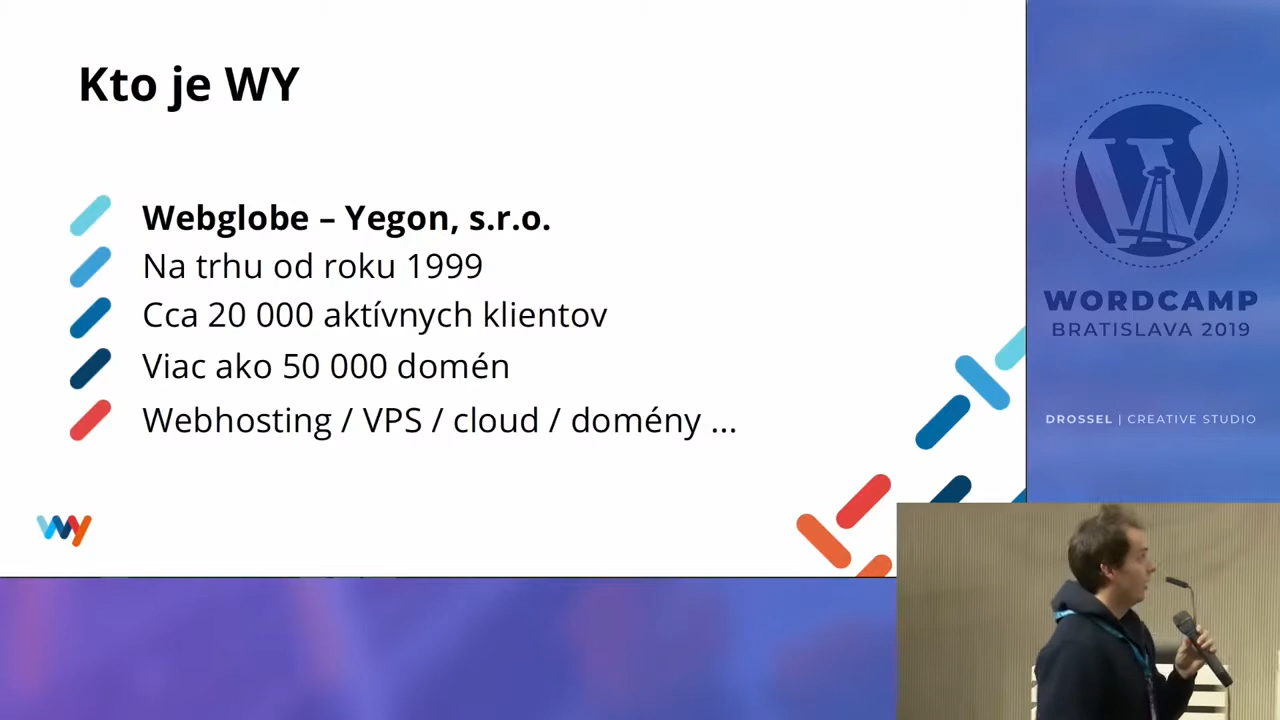 Kto je WY
Webglobe – Yegon, s.r.o.
Na trhu od roku 1999
Cca 20 000 aktívnych klientov
Viac ako 50 000 domén
Webhosting / VPS / cloud / domény ...
wy
WORDCAMP
BRATISLAVA 2019
DROSSEL | CREATIVE STUDIO